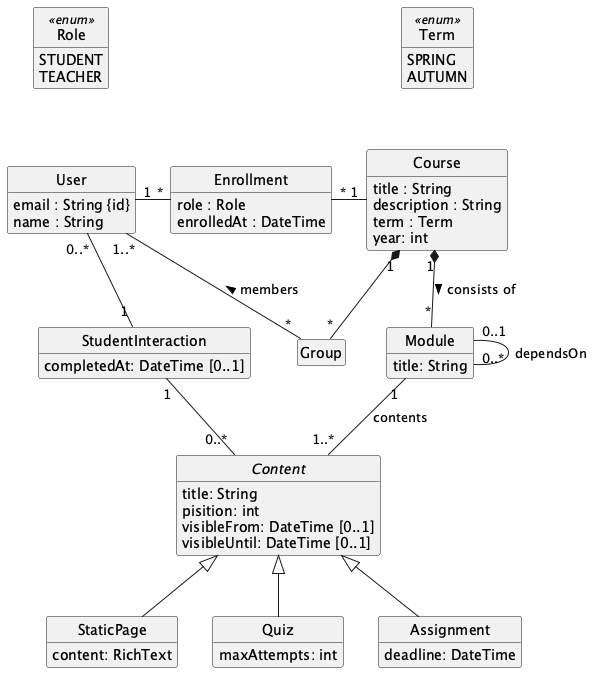 «enum»
Role
STUDENT
TEACHER
«enum»
Term
SPRING
AUTUMN
User
email : String {id}
name : String
1 *
Enrollment
role : Role
enrolledAt : DateTime
* 1
Course
title : String
description : String
term : Term
year: int
0..*
1..*
1
1
members
consists of
1
*
*
*
StudentInteraction
completedAt: DateTime [0..1]
Group
Module
title: String
0..1
0..*
dependsOn
1
1
contents
0..*
1..*
Content
title: String
pisition: int
visibleFrom: DateTime [0..1]
visibleUntil: DateTime [0..1]
StaticPage
content: RichText
Quiz
maxAttempts: int
Assignment
deadline: DateTime